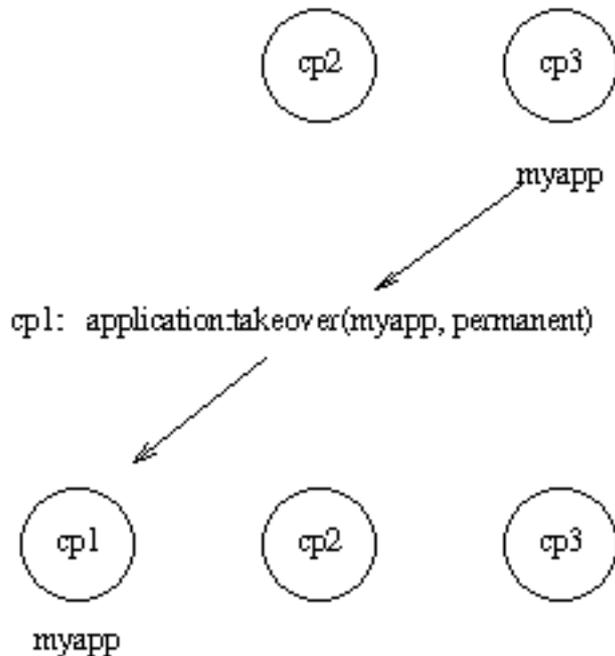 cp2 cp3
myapp
cp1: application:takeover(myapp, permanent)
cp1 cp2 cp3
myapp